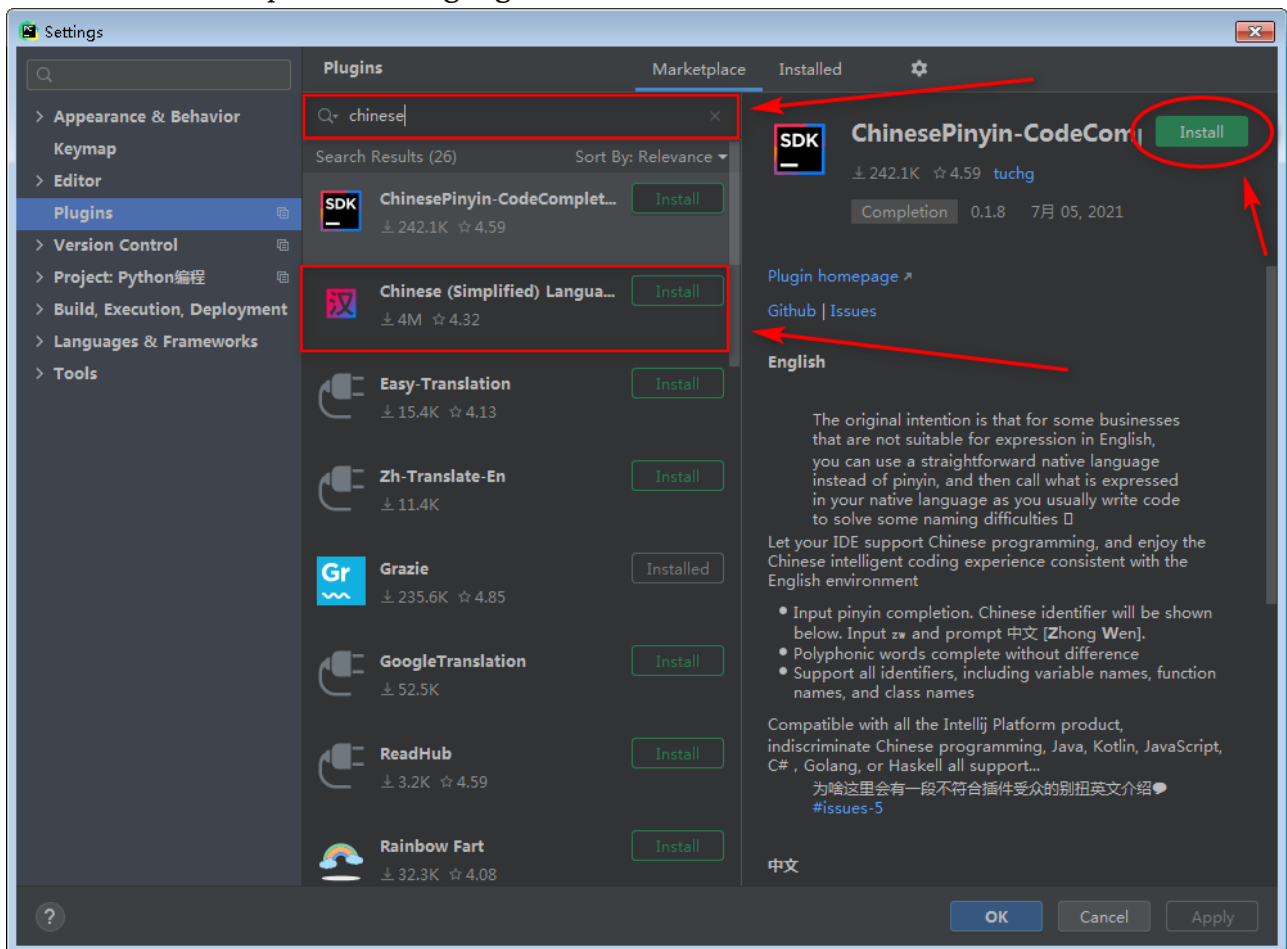 Settings
Plugins
Marketplace
Installed
Appearance & Behavior
Keymap
Editor
Plugins
Version Control
Project: Python编程
Build, Execution, Deployment
Languages & Frameworks
Tools
chinese
Search Results (26)
Sort By: Relevance
SDK
ChinesePinyin-CodeComplet...
242.1K 4.59
Install
汉
Chinese (Simplified) Langua...
4M 4.32
Install
Easy-Translation
15.4K 4.13
Install
Zh-Translate-En
11.4K
Install
Gr
Grazie
235.6K 4.85
Installed
GoogleTranslation
52.5K
Install
ReadHub
3.2K 4.59
Install
Rainbow Fart
32.3K 4.08
Install
SDK
ChinesePinyin-CodeCom
Install
242.1K 4.59 tuchg
Completion 0.1.8 7月 05, 2021
Plugin homepage
Github | Issues
English
The original intention is that for some businesses
that are not suitable for expression in English,
you can use a straightforward native language
instead of pinyin, and then call what is expressed
in your native language as you usually write code
to solve some naming difficulties
Let your IDE support Chinese programming, and enjoy the
Chinese intelligent coding experience consistent with the
English environment
• Input pinyin completion. Chinese identifier will be shown
below. Input zw and prompt 中文 [Zhong Wen].
• Polyphonic words complete without difference
• Support all identifiers, including variable names, function
names, and class names
Compatible with all the Intellij Platform product,
indiscriminate Chinese programming, Java, Kotlin, JavaScript,
C# , Golang, or Haskell all support...
为啥这里会有一段不符合插件受众的别扭英文介绍
#issues-5
中文
?
OK
Cancel
Apply